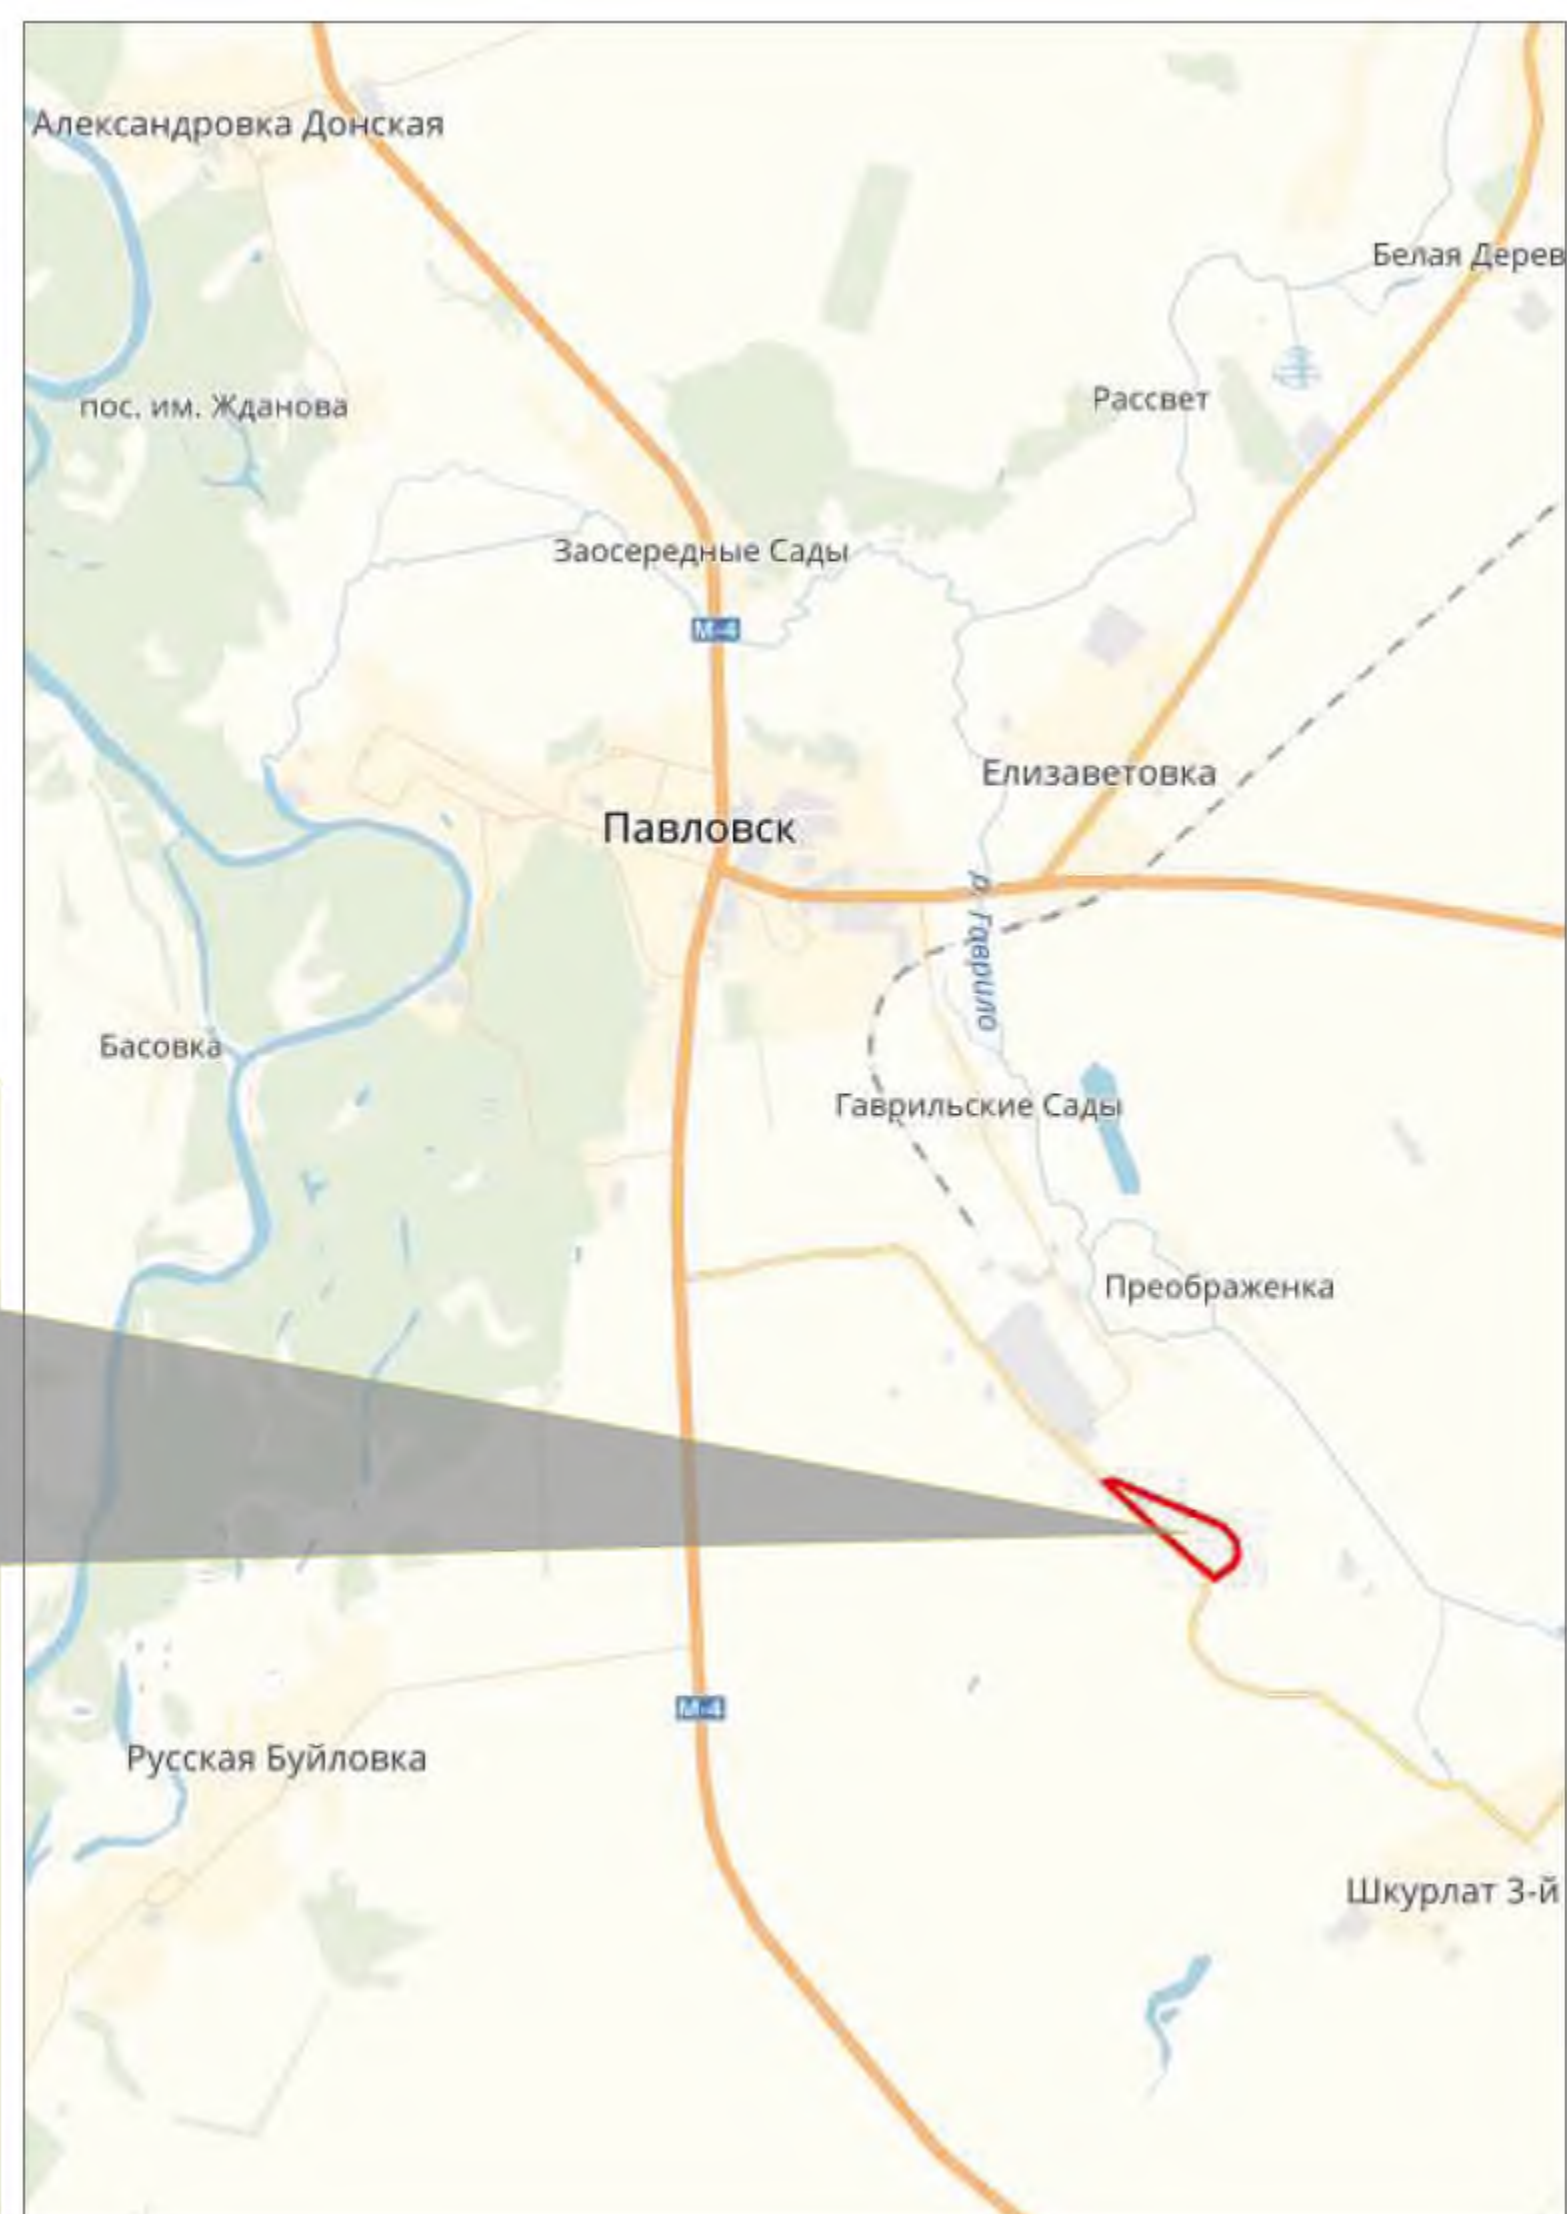 Александровка Донская
Белая Дерев
Рассвет
пос. им. Жданова
Заосередные Сады
М-4
Елизаветовка
Павловск
р. Гаврило
Басовка
Гаврильские Сады
Преображенка
М-4
Русская Буйловка
Шкурлат 3-й